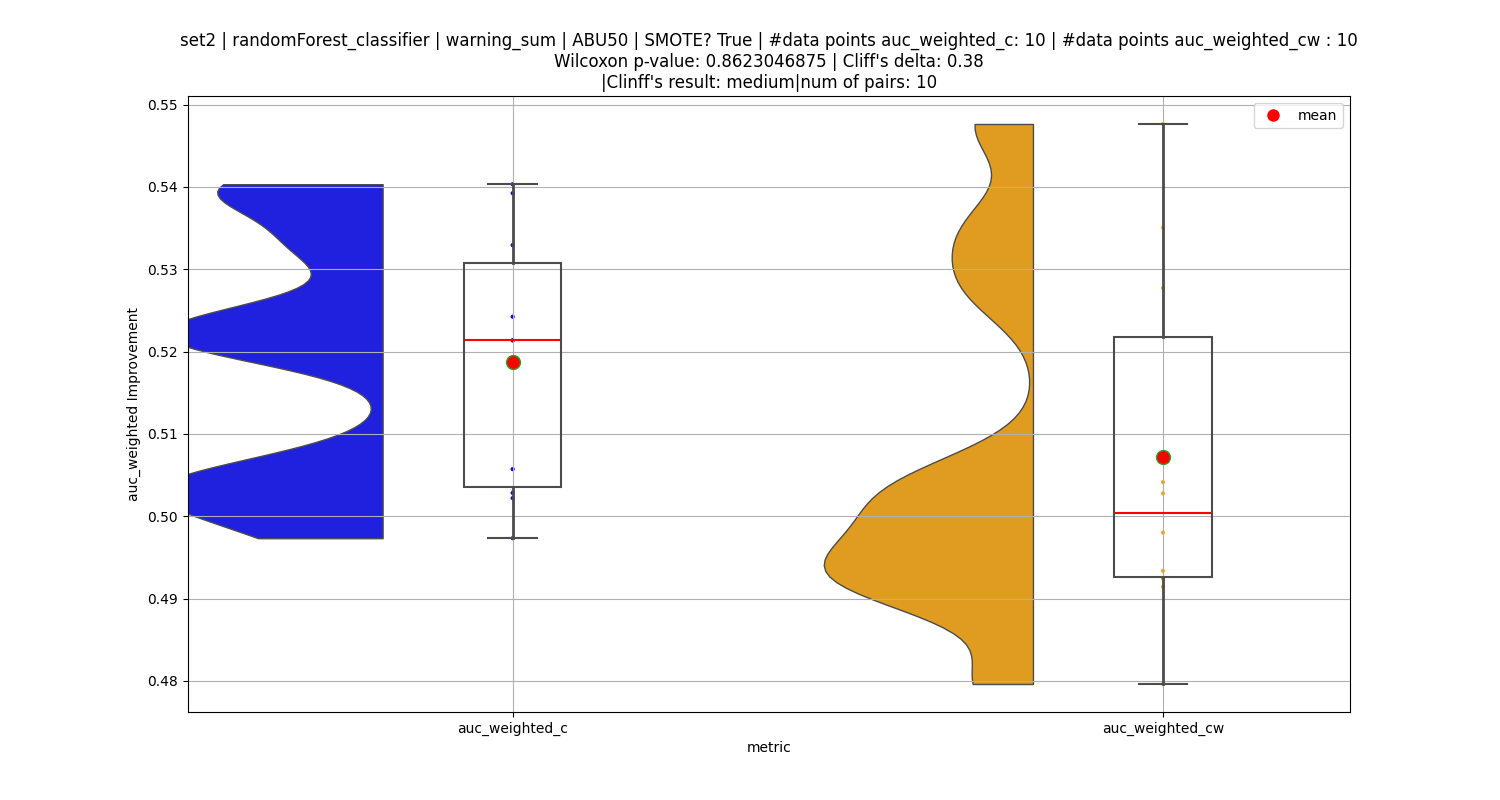 set2 | randomForest_classifier | warning_sum | ABU50 | SMOTE? True | #data points auc_weighted_c: 10 | #data points auc_weighted_cw : 10
Wilcoxon p-value: 0.8623046875 | Cliff's delta: 0.38
|Clinff's result: medium|num of pairs: 10
mean
0.55
0.54
0.53
0.52
0.51
0.50
0.49
0.48
auc_weighted Improvement
auc_weighted_c
auc_weighted_cw
metric